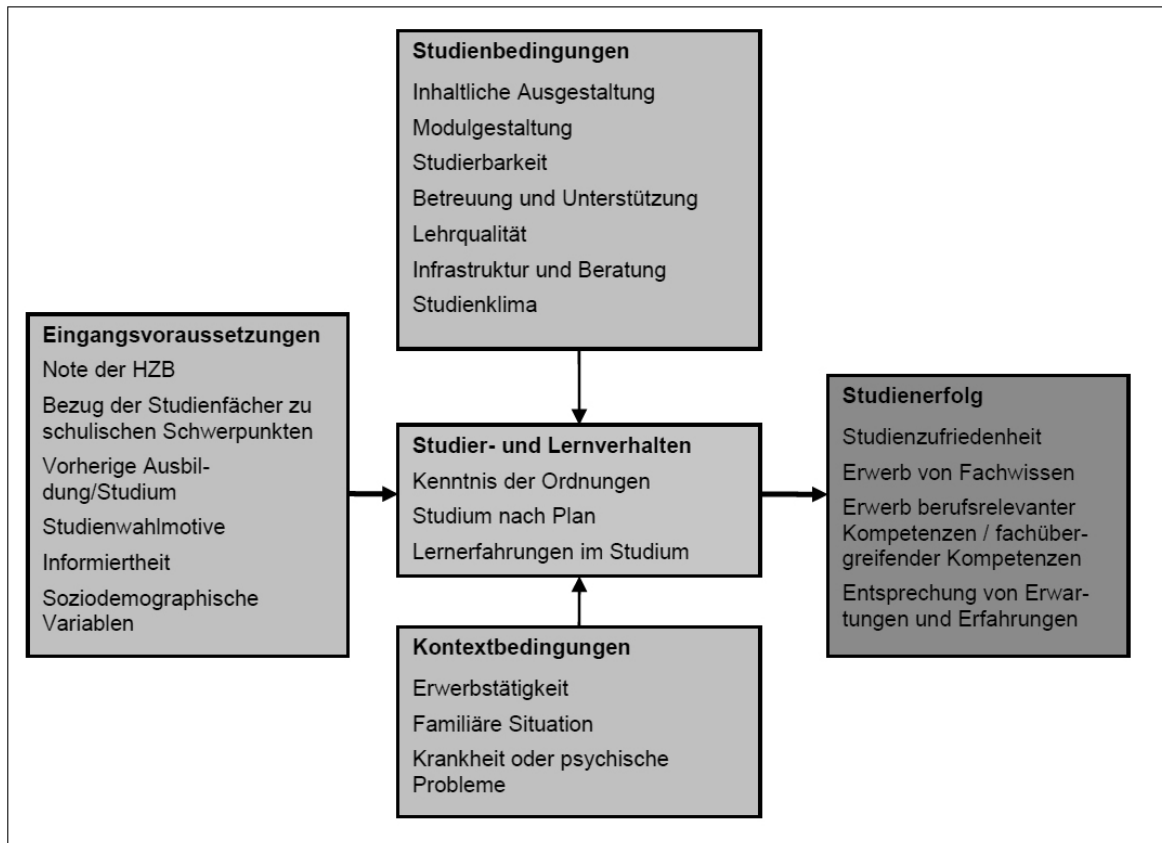 Studienbedingungen
Inhaltliche Ausgestaltung
Modulgestaltung
Studierbarkeit
Betreuung und Unterstützung
Lehrqualität
Infrastruktur und Beratung
Studienklima
Eingangsvoraussetzungen
Note der HZB
Bezug der Studienfächer zu
schulischen Schwerpunkten
Vorherige Ausbil-
dung/Studium
Studienwahlmotive
Informiertheit
Soziodemographische
Variablen
Studier- und Lernverhalten
Kenntnis der Ordnungen
Studium nach Plan
Lernerfahrungen im Studium
Kontextbedingungen
Erwerbstätigkeit
Familiäre Situation
Krankheit oder psychische
Probleme
Studienerfolg
Studienzufriedenheit
Erwerb von Fachwissen
Erwerb berufsrelevanter
Kompetenzen / fachüber-
greifender Kompetenzen
Entsprechung von Erwar-
tungen und Erfahrungen